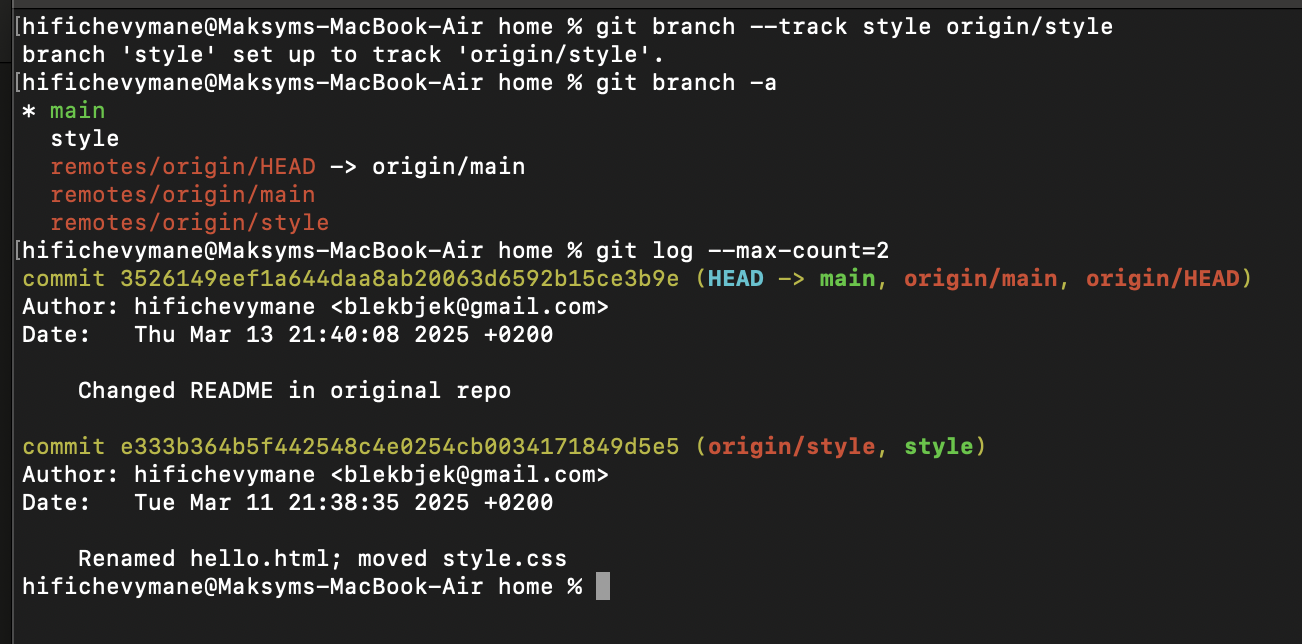 [hifichevymane@Maksyms-MacBook-Air home % git branch --track style origin/style
branch 'style' set up to track 'origin/style'.
[hifichevymane@Maksyms-MacBook-Air home % git branch -a
* main
  style
  remotes/origin/HEAD -> origin/main
  remotes/origin/main
  remotes/origin/style
[hifichevymane@Maksyms-MacBook-Air home % git log --max-count=2
commit 3526149eef1a644daa8ab20063d6592b15ce3b9e (HEAD -> main, origin/main, origin/HEAD)
Author: hifichevymane <blekbjek@gmail.com>
Date:   Thu Mar 13 21:40:08 2025 +0200

    Changed README in original repo

commit e333b364b5f442548c4e0254cb0034171849d5e5 (origin/style, style)
Author: hifichevymane <blekbjek@gmail.com>
Date:   Tue Mar 11 21:38:35 2025 +0200

    Renamed hello.html; moved style.css
hifichevymane@Maksyms-MacBook-Air home %